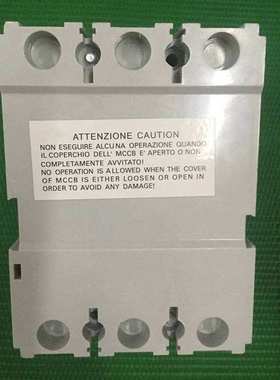 ATTENZIONE CAUTION
NON ESEGUIRE ALCUNA OPERAZIONE QUANDO
IL COPERCHIO DELL' MCCB E' APERTO O NON
COMPLETAMENTE AVVITATO!
NO OPERATION IS ALLOWED WHEN THE COVER
OF MCCB IS EITHER LOOSEN OR OPEN IN
ORDER TO AVOID ANY DAMAGE!